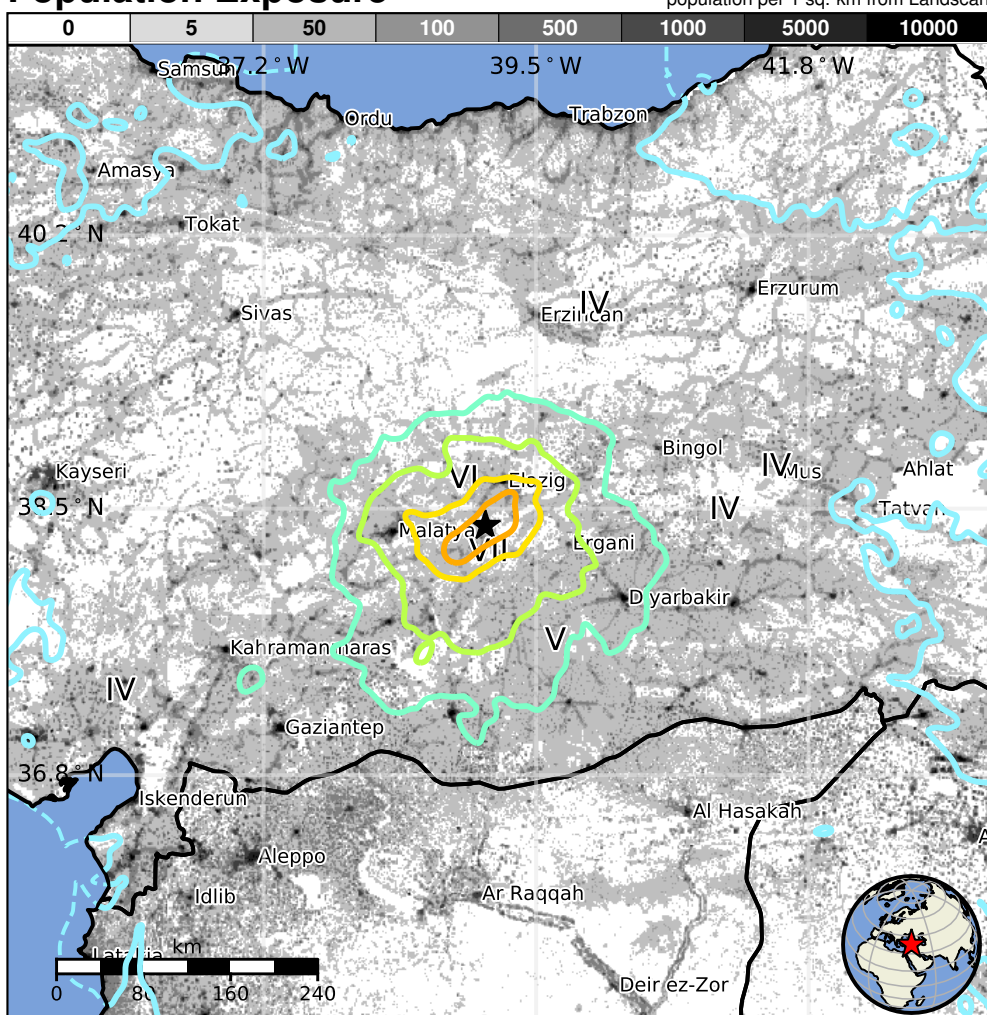 Population Exposure
population per 1 sq. km from Landscan
0 5 50 100 500 1000 5000 10000
37.2°W 39.5°W 41.8°W
Samsun
Ordu
Trabzon
Amasya
Tokat
40.2°N
Erzurum
IV
Sivas
Erzincan
Bingol
VI
IV
Mus
Ahlat
Kayseri
Elazig
38.5°N
IV
Tatvan
Malatya
VII
Ergani
Diyarbakir
V
Kahramanmaras
IV
Gaziantep
36.8°N
Iskenderun
Al Hasakah
Aleppo
Idlib
Ar Raqqah
Latakia
km
Deir ez-Zor
0 80 160 240